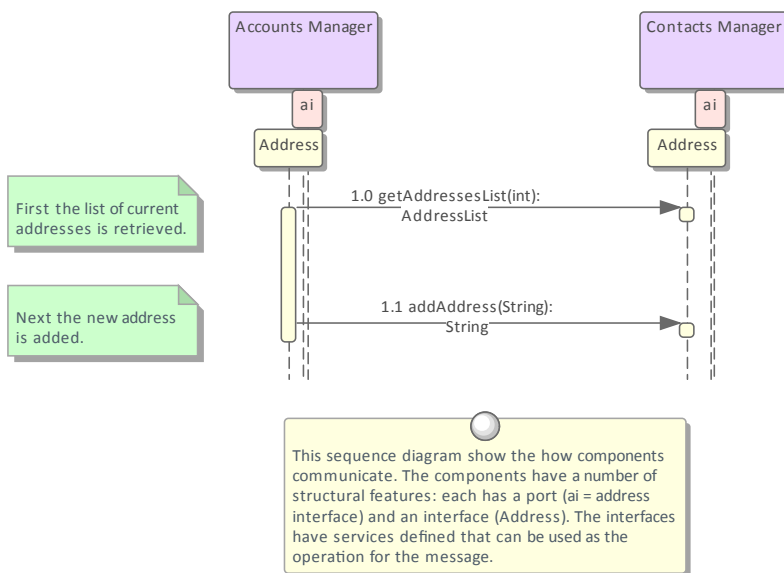 Accounts Manager
Contacts Manager
ai
ai
Address
Address
First the list of current
addresses is retrieved.
1.0 getAddressesList(int):
AddressList
Next the new address
is added.
1.1 addAddress(String):
String
This sequence diagram show the how components
communicate. The components have a number of
structural features: each has a port (ai = address
interface) and an interface (Address). The interfaces
have services defined that can be used as the
operation for the message.